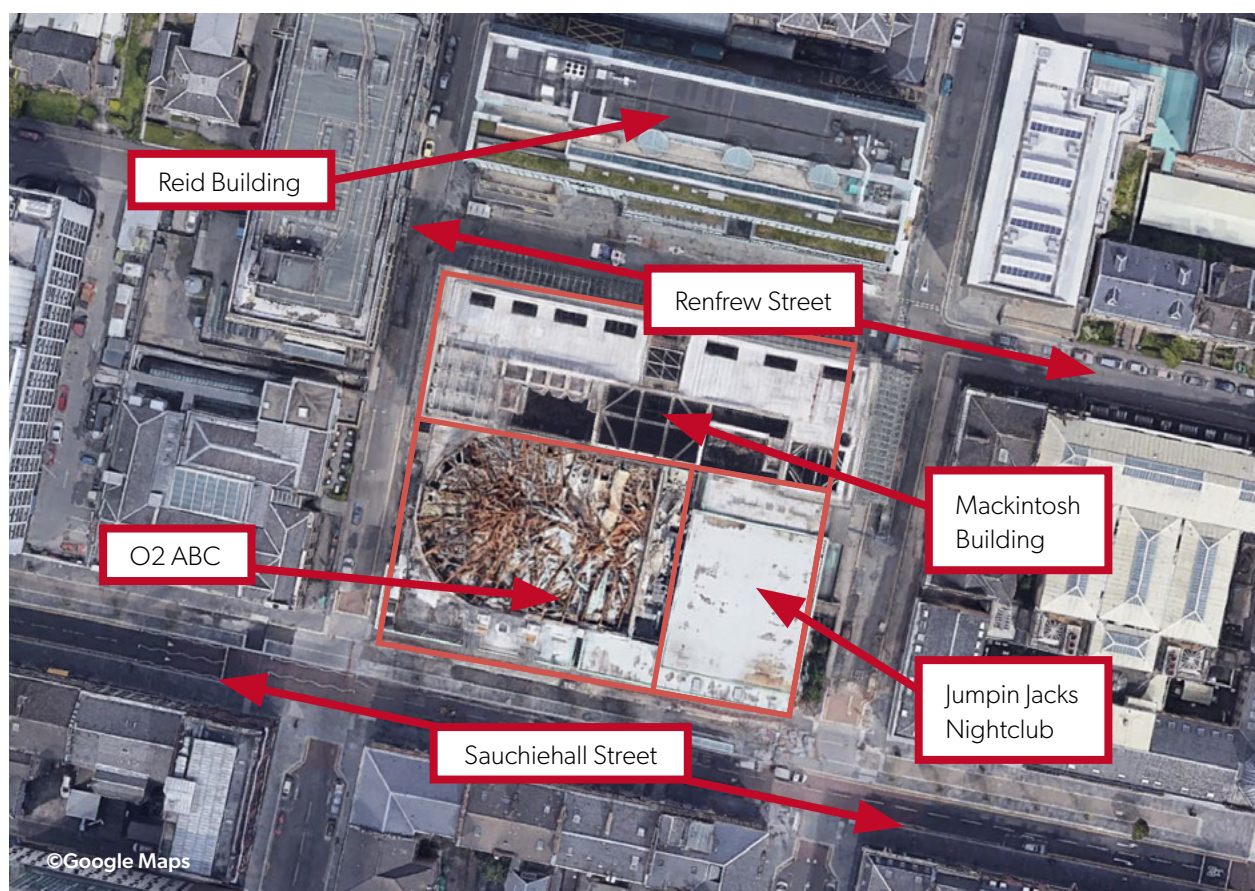 Reid Building
Renfrew Street
Mackintosh
Building
O2 ABC
Jumpin Jacks
Nightclub
Sauchiehall Street
©Google Maps